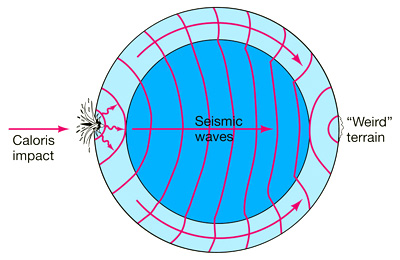 Caloris
impact
Seismic
waves
“Weird”
terrain